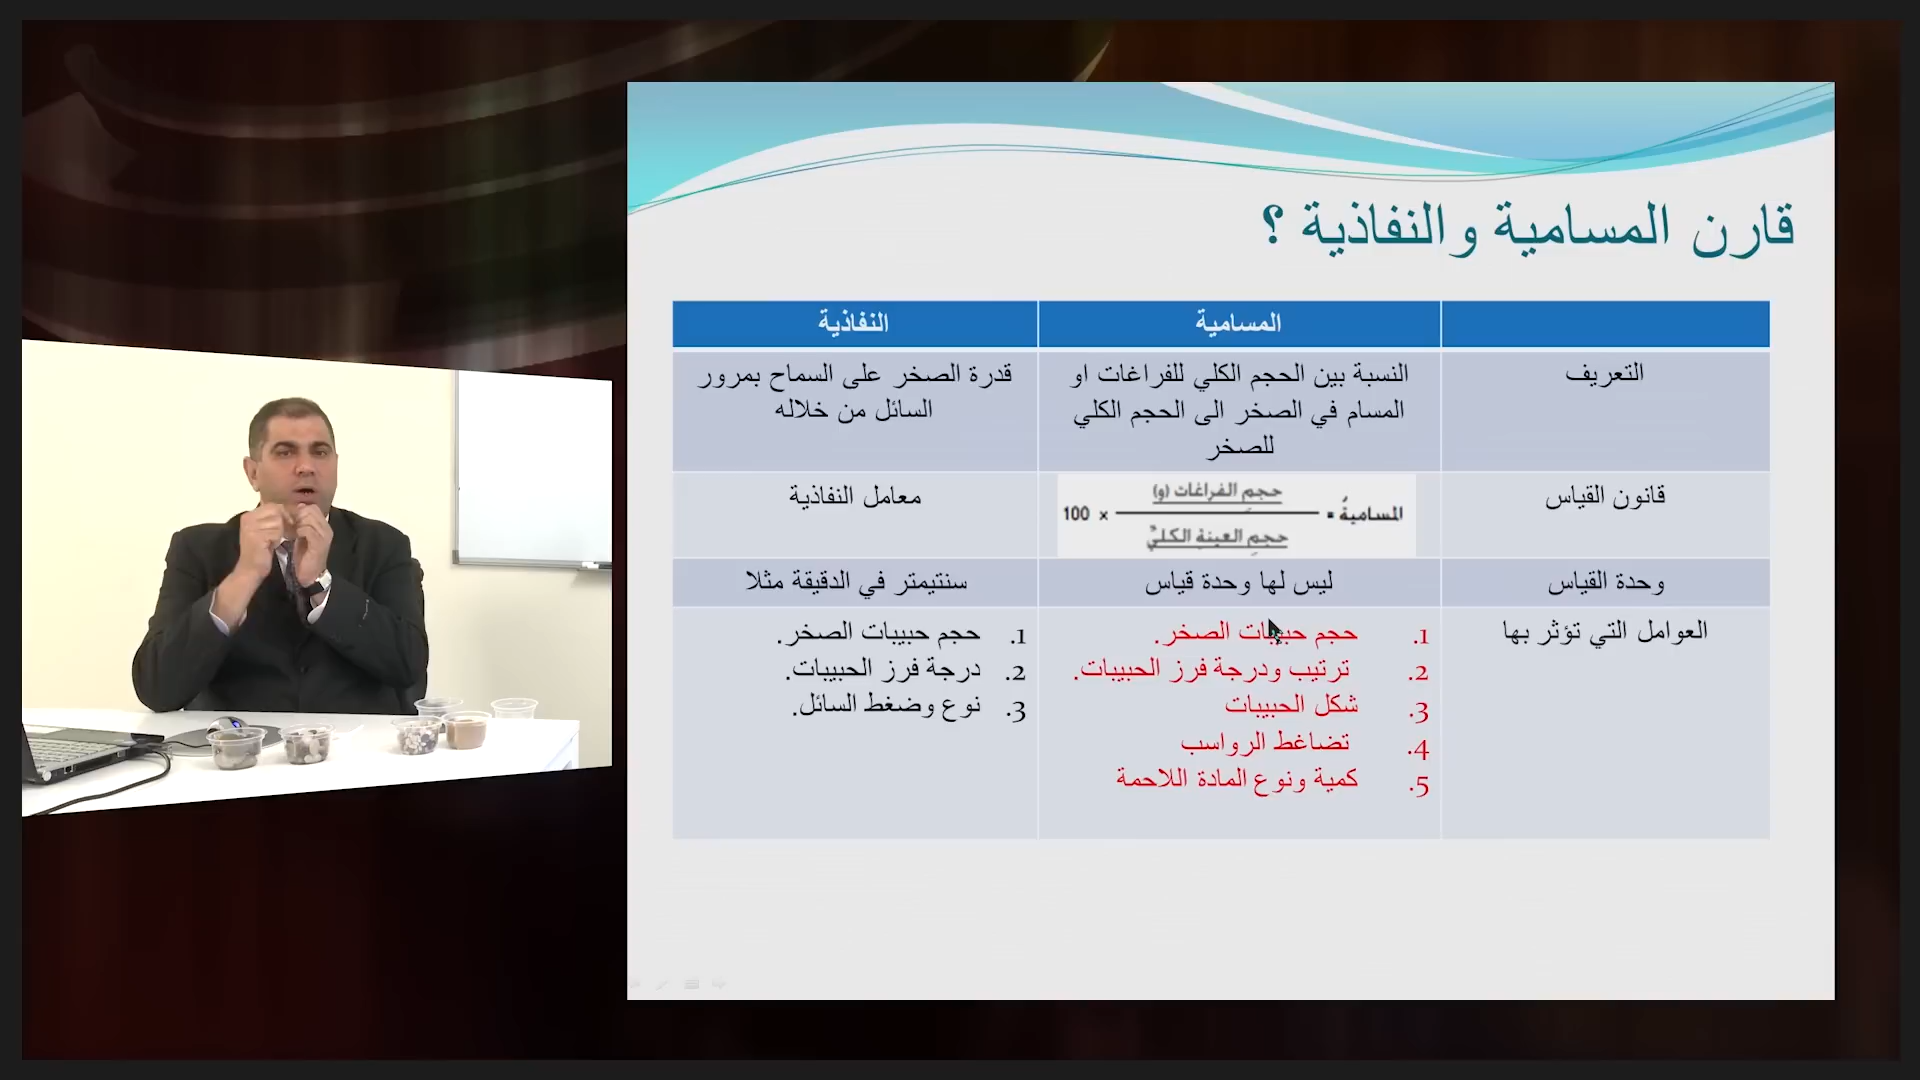 قارن المسامية والنفاذية ؟
المسامية
النفاذية
التعريف
النسبة بين الحجم الكلي للفراغات او
المسام في الصخر الى الحجم الكلي
للصخر
قدرة الصخر على السماح بمرور
السائل من خلاله
قانون القياس
المسامية = حجم الفراغات (و)
× 100
حجم العينة الكلي
معامل النفاذية
وحدة القياس
ليس لها وحدة قياس
سنتيمتر في الدقيقة مثلا
العوامل التي تؤثر بها
1. حجم حبيبات الصخر.
2. ترتيب ودرجة فرز الحبيبات.
3. شكل الحبيبات
4. تضاغط الرواسب
5. كمية ونوع المادة اللاحمة
1. حجم حبيبات الصخر.
2. درجة فرز الحبيبات.
3. نوع وضغط السائل.